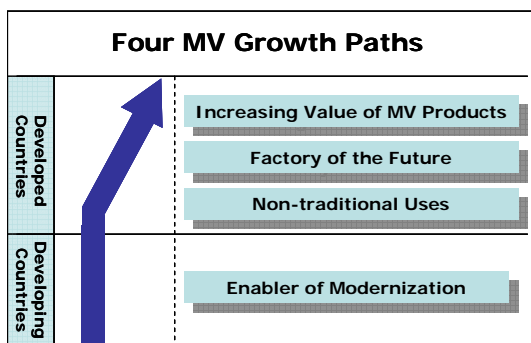 Four MV Growth Paths
Developed
Countries
Increasing Value of MV Products
Factory of the Future
Non-traditional Uses
Developing
Countries
Enabler of Modernization